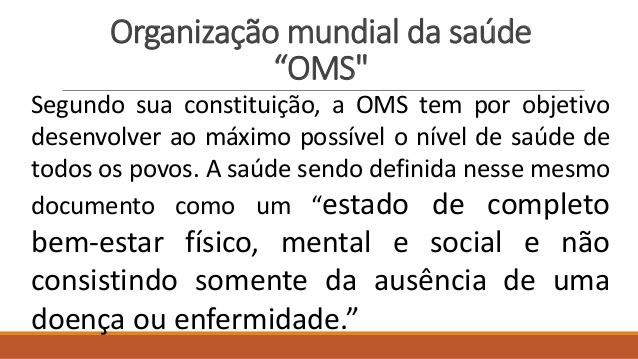 Organização mundial da saúde
“OMS"
Segundo sua constituição, a OMS tem por objetivo
desenvolver ao máximo possível o nível de saúde de
todos os povos. A saúde sendo definida nesse mesmo
documento como um “estado de completo
bem-estar físico, mental e social e não
consistindo somente da ausência de uma
doença ou enfermidade.”